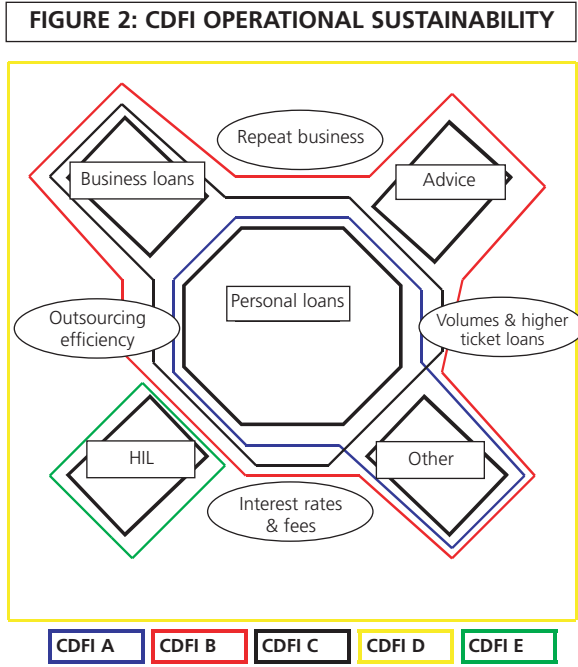 FIGURE 2: CDFI OPERATIONAL SUSTAINABILITY
Repeat business
Business loans
Advice
Personal loans
Outsourcing
efficiency
Volumes & higher
ticket loans
HIL
Other
Interest rates
& fees
CDFI A
CDFI B
CDFI C
CDFI D
CDFI E